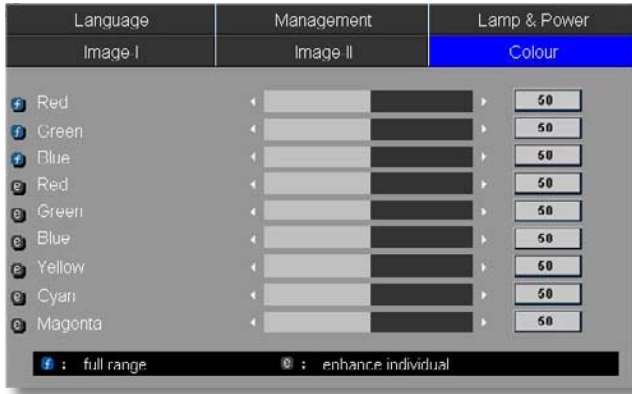 Language Management Lamp & Power
Image I Image II Colour
f Red 50
f Green 50
f Blue 50
e Red 50
e Green 50
e Blue 50
e Yellow 50
e Cyan 50
e Magenta 50
f : full range e : enhance individual